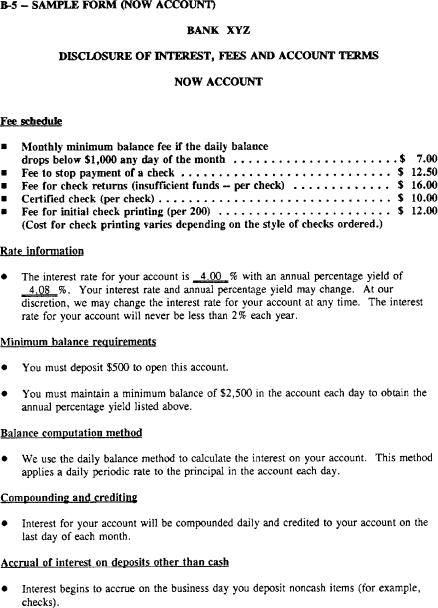 B-5 – SAMPLE FORM (NOW ACCOUNT)
BANK XYZ
DISCLOSURE OF INTEREST, FEES AND ACCOUNT TERMS
NOW ACCOUNT
Fee schedule
■ Monthly minimum balance fee if the daily balance
drops below $1,000 any day of the month . . . . . . . . . . . . . . . . . . . . . . . $ 7.00
■ Fee to stop payment of a check . . . . . . . . . . . . . . . . . . . . . . . . . . . . . $ 12.50
■ Fee for check returns (insufficient funds -- per check) . . . . . . . . . . . . . $ 16.00
■ Certified check (per check) . . . . . . . . . . . . . . . . . . . . . . . . . . . . . . . . $ 10.00
■ Fee for initial check printing (per 200) . . . . . . . . . . . . . . . . . . . . . . . . $ 12.00
(Cost for check printing varies depending on the style of checks ordered.)
Rate information
● The interest rate for your account is 4.00 % with an annual percentage yield of
4.08 %. Your interest rate and annual percentage yield may change. At our
discretion, we may change the interest rate for your account at any time. The interest
rate for your account will never be less than 2% each year.
Minimum balance requirements
● You must deposit $500 to open this account.
● You must maintain a minimum balance of $2,500 in the account each day to obtain the
annual percentage yield listed above.
Balance computation method
● We use the daily balance method to calculate the interest on your account. This method
applies a daily periodic rate to the principal in the account each day.
Compounding and crediting
● Interest for your account will be compounded daily and credited to your account on the
last day of each month.
Accrual of interest on deposits other than cash
● Interest begins to accrue on the business day you deposit noncash items (for example,
checks).